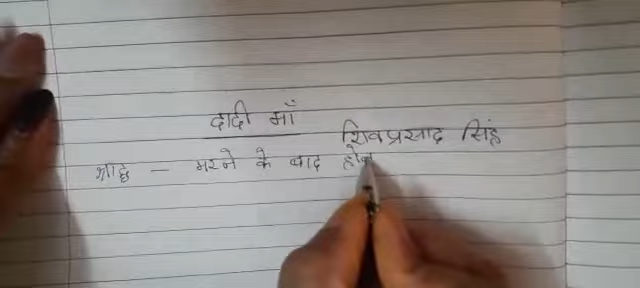 दादी माँ
शिवप्रसाद सिंह
श्राद्ध — मरने के बाद होन